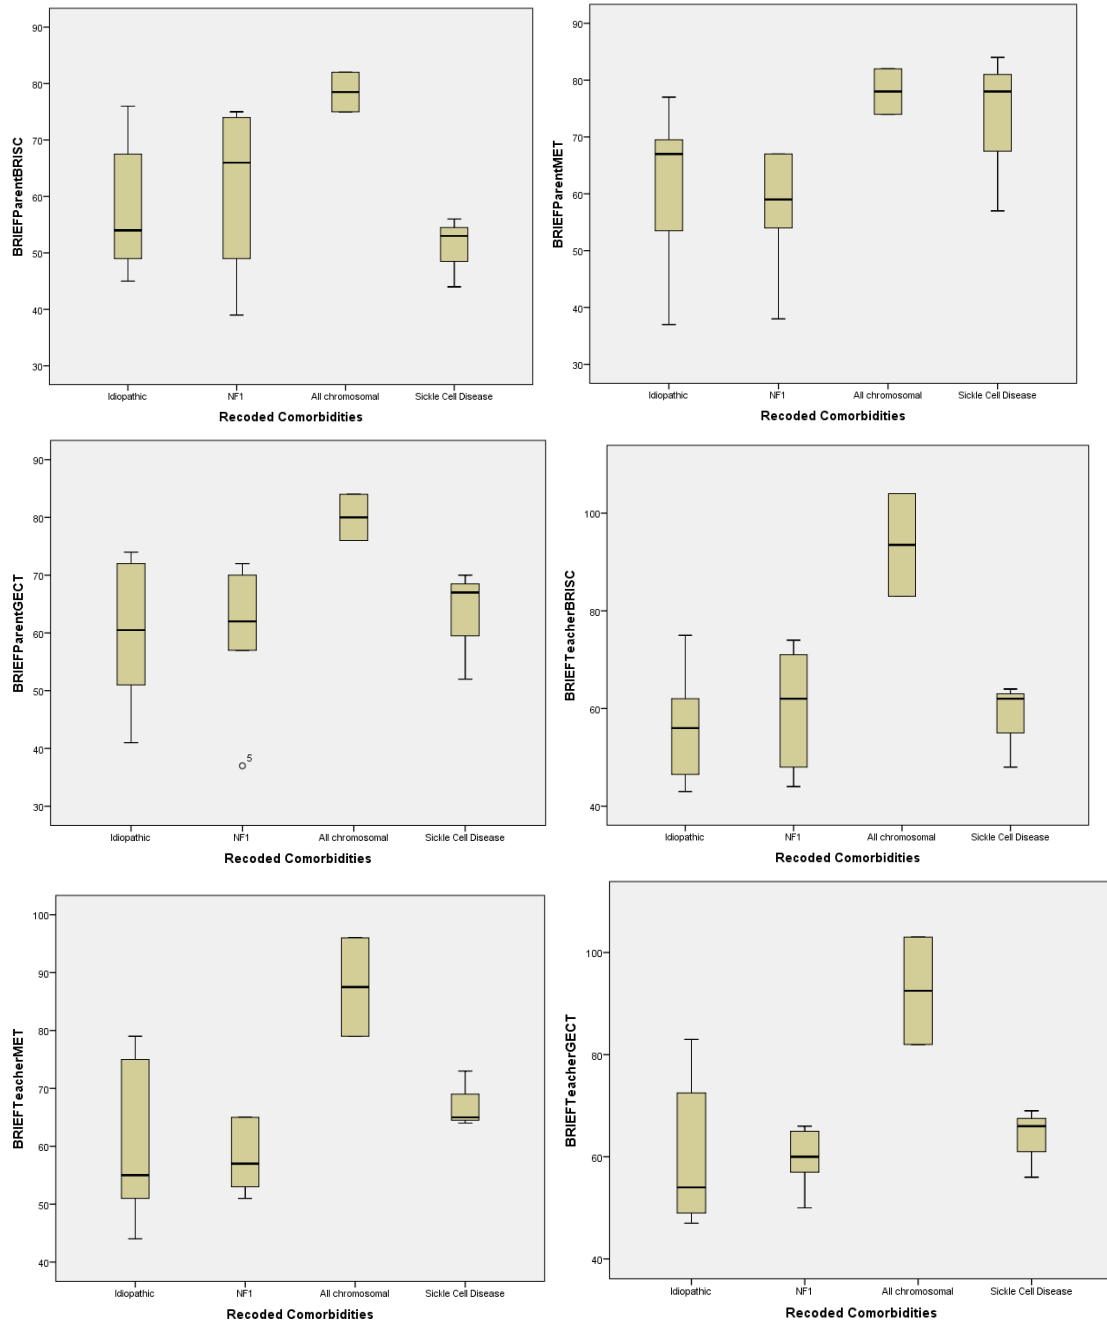 BRIEFParentBRISC
90
80
70
60
50
40
30
Idiopathic NF1 All chromosomal Sickle Cell Disease
Recoded Comorbidities
BRIEFParentMET
90
80
70
60
50
40
30
Idiopathic NF1 All chromosomal Sickle Cell Disease
Recoded Comorbidities
BRIEFParentGECT
90
80
70
60
50
40
30
5
Idiopathic NF1 All chromosomal Sickle Cell Disease
Recoded Comorbidities
BRIEFTeacherBRISC
100
80
60
40
Idiopathic NF1 All chromosomal Sickle Cell Disease
Recoded Comorbidities
BRIEFTeacherMET
100
90
80
70
60
50
40
Idiopathic NF1 All chromosomal Sickle Cell Disease
Recoded Comorbidities
BRIEFTeacherGECT
100
80
60
40
Idiopathic NF1 All chromosomal Sickle Cell Disease
Recoded Comorbidities